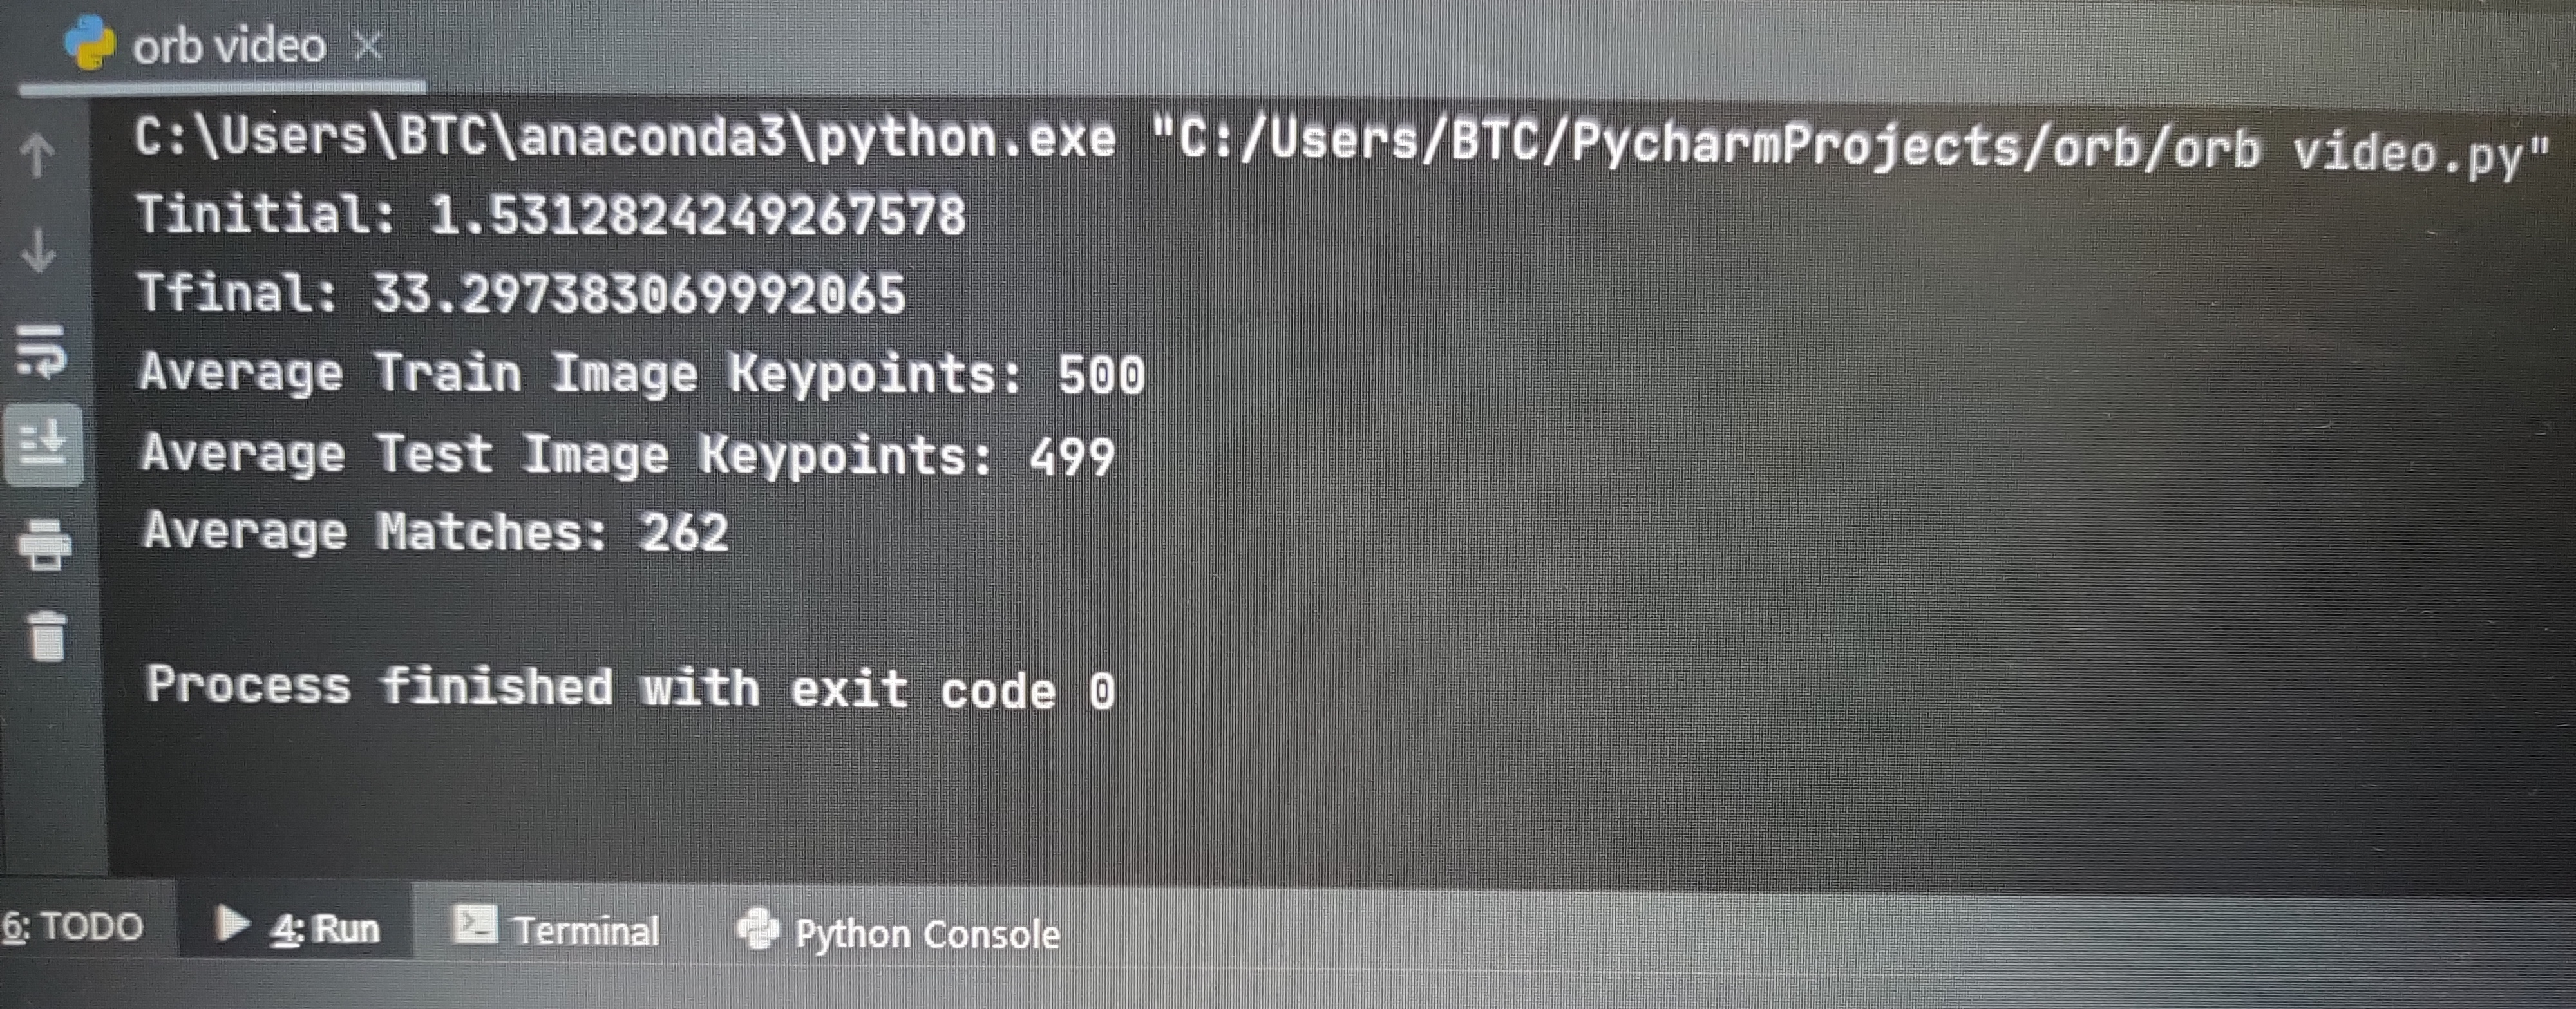 orb video
C:\Users\BTC\anaconda3\python.exe "C:/Users/BTC/PycharmProjects/orb/orb video.py"
Tinitial: 1.5312824249267578
Tfinal: 33.297383069992065
Average Train Image Keypoints: 500
Average Test Image Keypoints: 499
Average Matches: 262
Process finished with exit code 0
6: TODO
4: Run
Terminal
Python Console